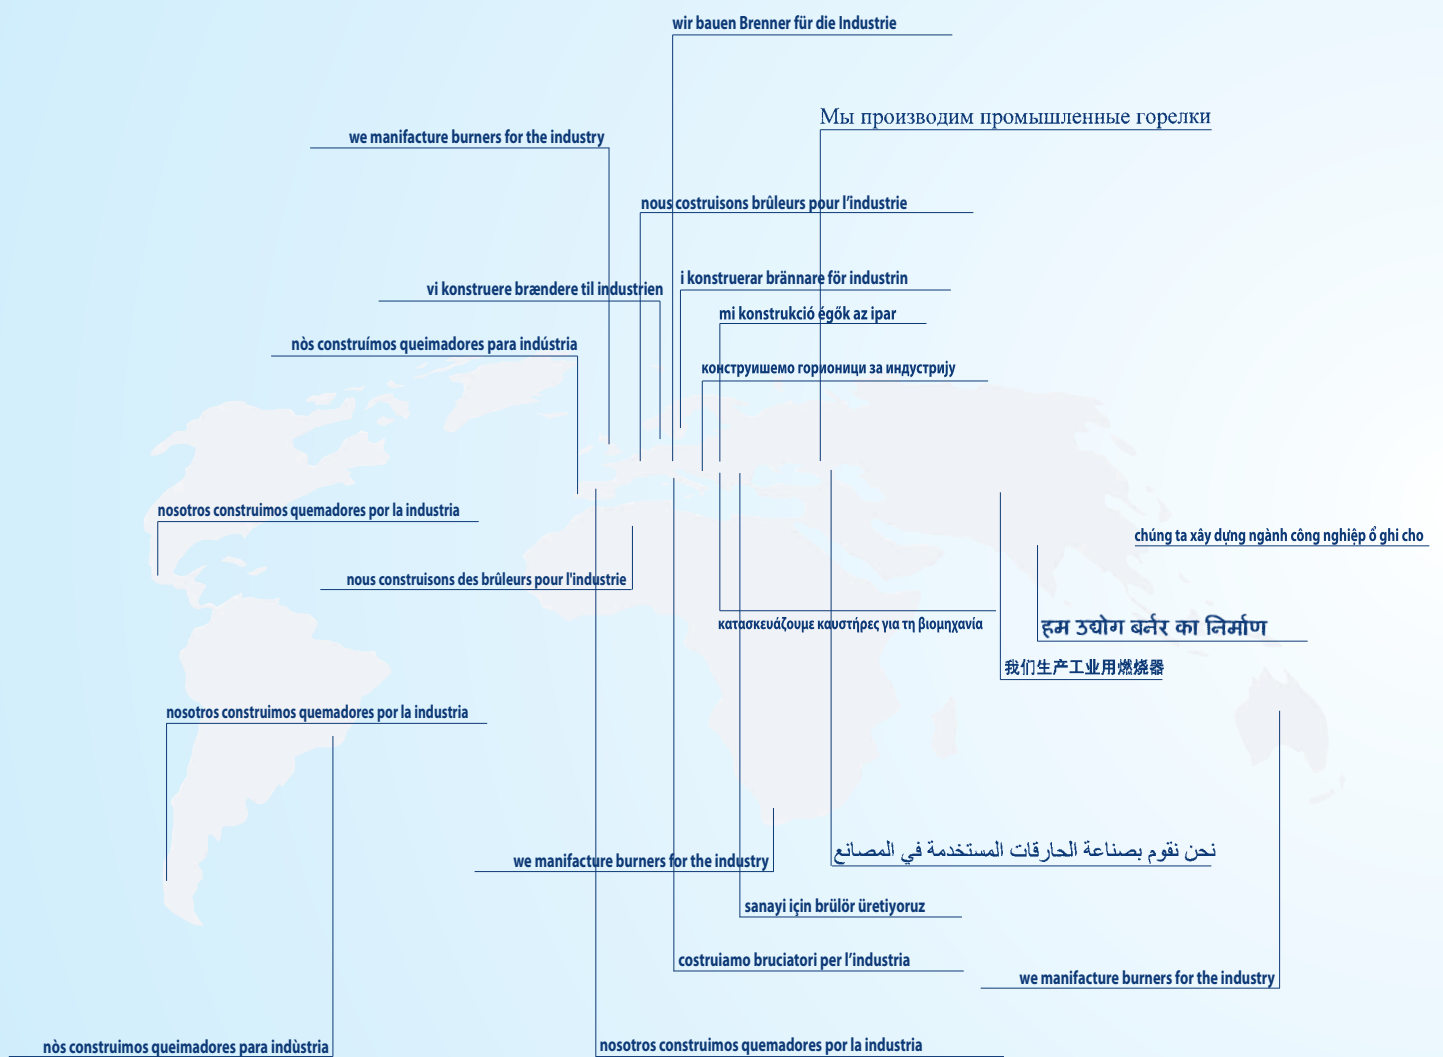 wir bauen Brenner für die Industrie
Мы производим промышленные горелки
we manifacture burners for the industry
nous costruisons brûleurs pour l’industrie
i konstruerar brännare för industrin
vi konstruere brændere til industrien
mi konstrukció égők az ipar
nòs construímos queimadores para indústria
конструишемо горионици за индустрију
nosotros construimos quemadores por la industria
chúng ta xây dựng ngành công nghiệp ổ ghi cho
nous construisons des brûleurs pour l'industrie
κατασκευάζουμε καυστήρες για τη βιομηχανία
हम उद्योग बर्नर का निर्माण
我们生产工业用燃烧器
nosotros construimos quemadores por la industria
نحن نقوم بصناعة الحارقات المستخدمة في المصانع
we manifacture burners for the industry
sanayi için brülör üretiyoruz
costruiamo bruciatori per l’industria
we manifacture burners for the industry
nòs construimos queimadores para indùstria
nosotros construimos quemadores por la industria